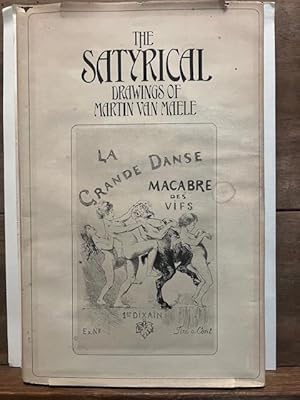 THE
SATYRICAL
DRAWINGS OF
MARTIN VAN MAELE
LA
GRANDE DANSE
MACABRE
DES
VIFS
1er DIXAIN